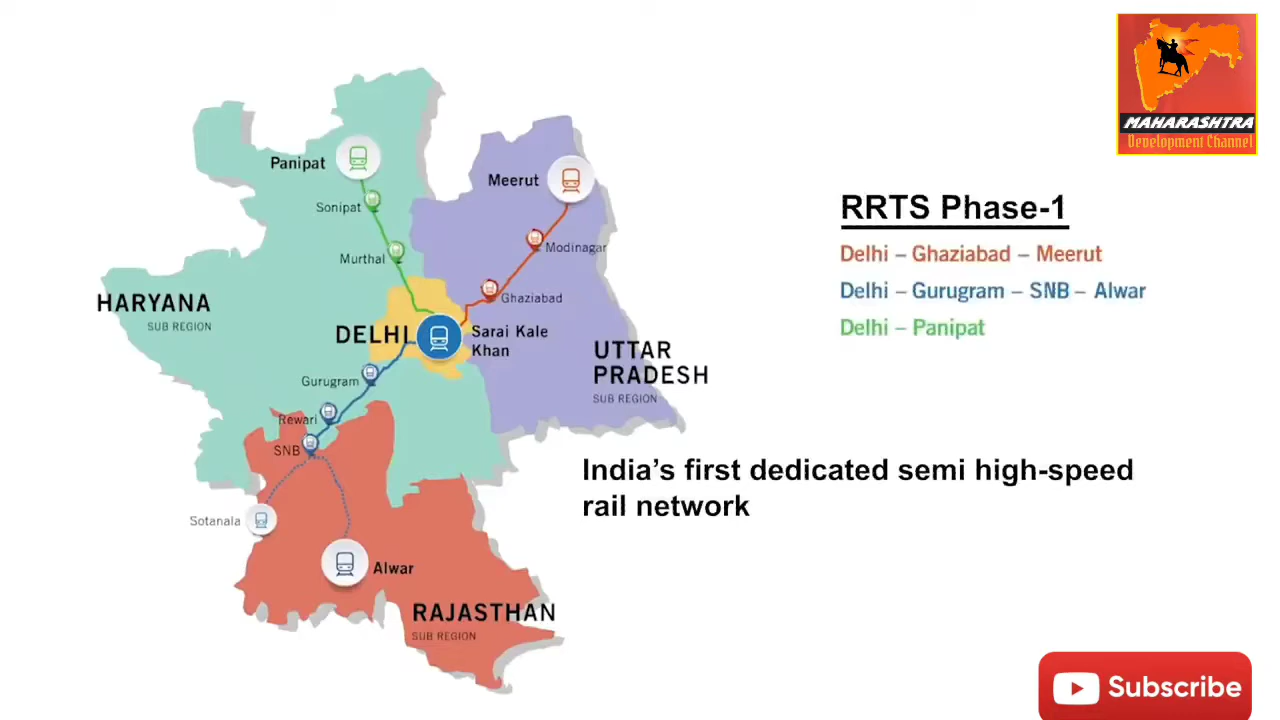 MAHARASHTRA
Development Channel
Panipat
Meerut
Sonipat
RRTS Phase-1
Modinagar
Delhi – Ghaziabad – Meerut
Murthal
Delhi – Gurugram – SNB – Alwar
Ghaziabad
HARYANA
SUB REGION
Delhi – Panipat
DELHI
Sarai Kale
Khan
UTTAR
PRADESH
SUB REGION
Gurugram
Rewari
SNB
India’s first dedicated semi high-speed
rail network
Sotanala
Alwar
RAJASTHAN
SUB REGION
Subscribe